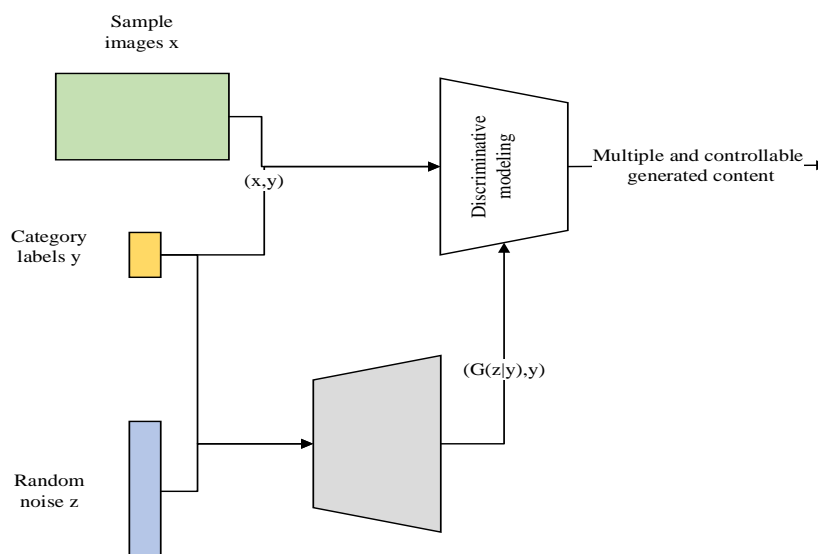 Sample
images x
(x,y)
Discriminative
modeling
Multiple and controllable
generated content
Category
labels y
(G(z|y),y)
Random
noise z